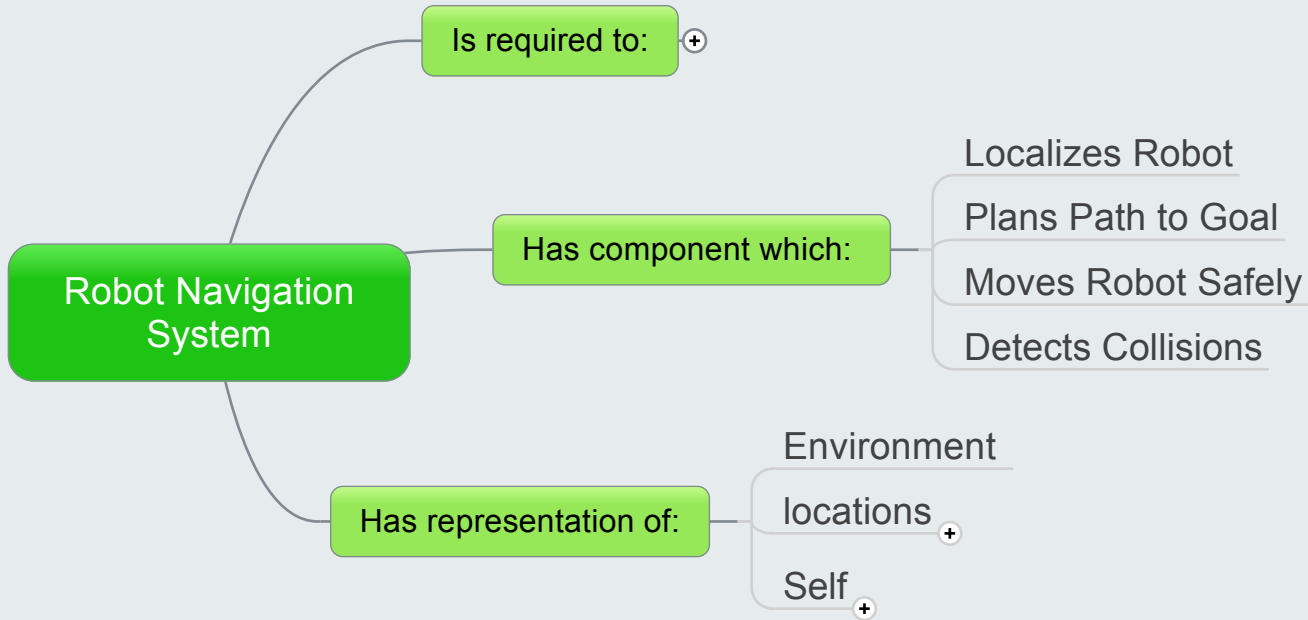 Is required to:
Localizes Robot
Plans Path to Goal
Has component which:
Moves Robot Safely
Detects Collisions
Robot Navigation
System
Environment
Has representation of:
locations
Self